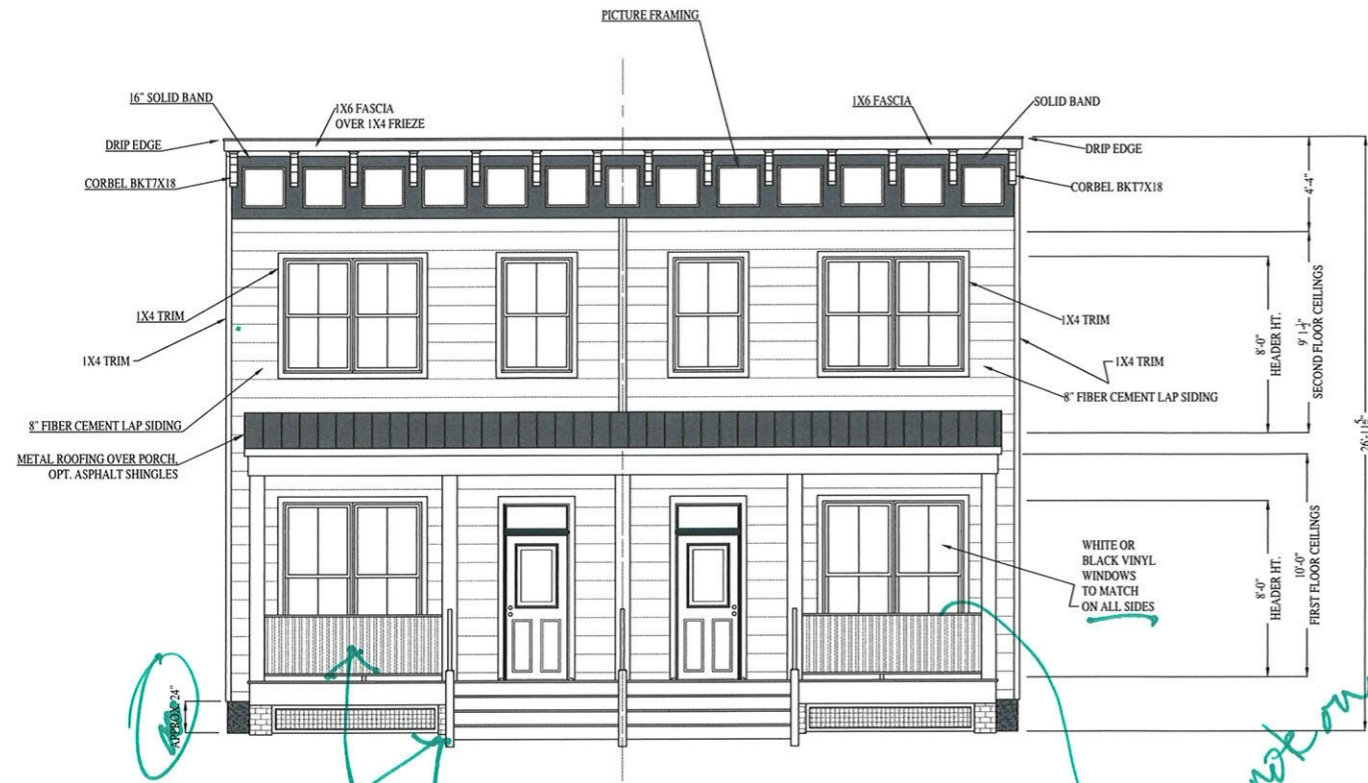 PICTURE FRAMING
16" SOLID BAND
1X6 FASCIA
OVER 1X4 FRIEZE
1X6 FASCIA
SOLID BAND
DRIP EDGE
DRIP EDGE
CORBEL BKT7X18
CORBEL BKT7X18
4'-4"
1X4 TRIM
1X4 TRIM
1X4 TRIM
1X4 TRIM
8'-0"
HEADER HT.
9' 1-½"
SECOND FLOOR CEILINGS
8" FIBER CEMENT LAP SIDING
8" FIBER CEMENT LAP SIDING
METAL ROOFING OVER PORCH,
OPT. ASPHALT SHINGLES
WHITE OR
BLACK VINYL
WINDOWS
TO MATCH
ON ALL SIDES
8'-0"
HEADER HT.
10'-0"
FIRST FLOOR CEILINGS
APPROX. 24"
not on